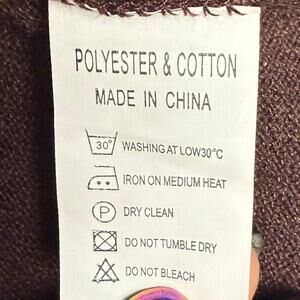 POLYESTER & COTTON
MADE IN CHINA
30° WASHING AT LOW30°C
IRON ON MEDIUM HEAT
P DRY CLEAN
DO NOT TUMBLE DRY
DO NOT BLEACH